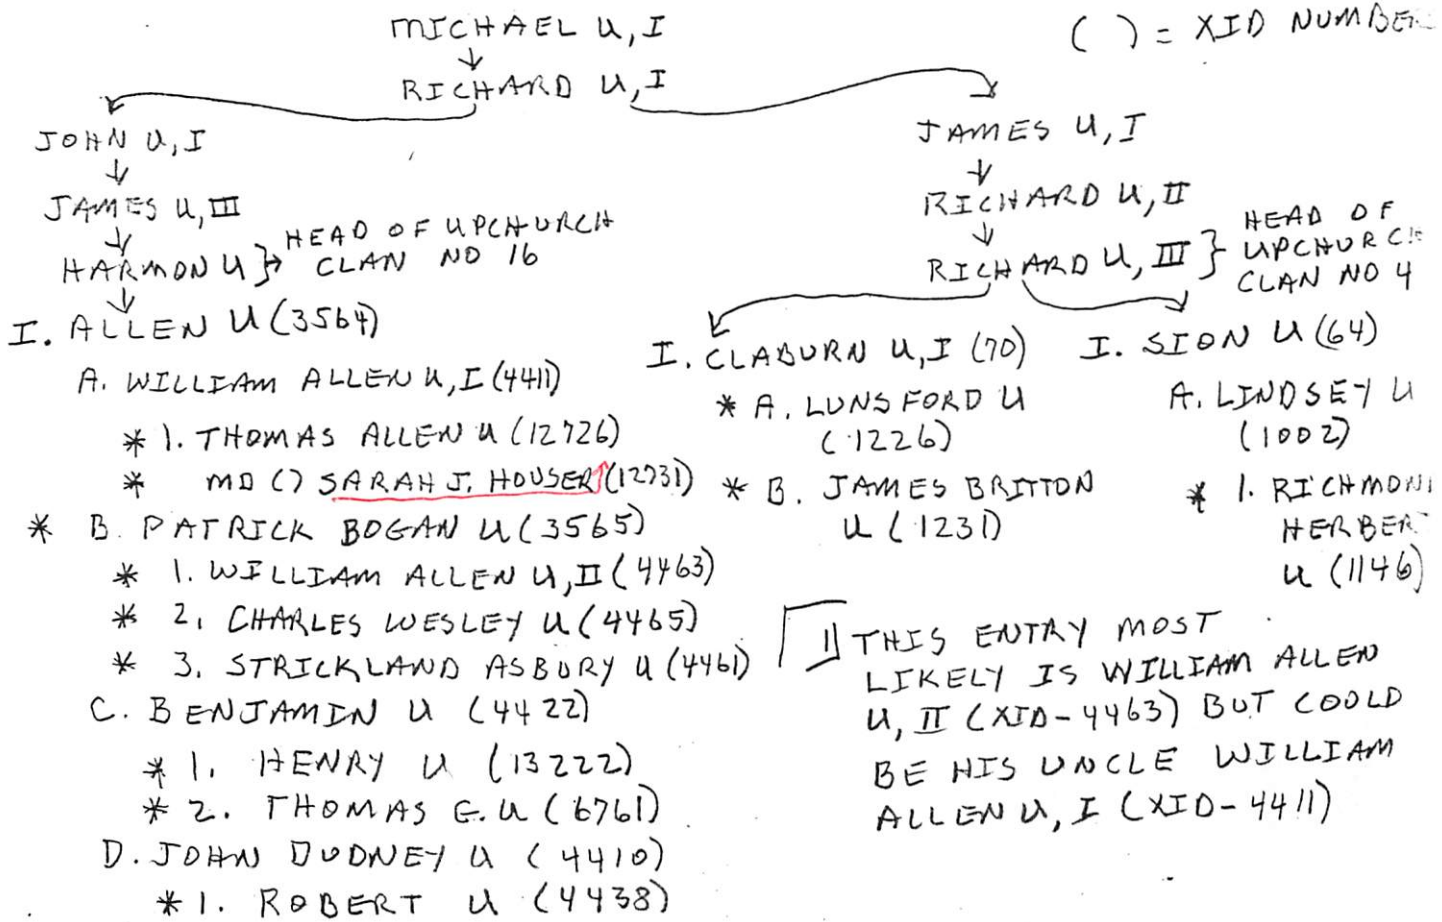 MICHAEL U, I
( ) = XID NUMBER
RICHARD U, I
JOHN U, I
JAMES U, III
HARMON U } HEAD OF UPCHURCH
CLAN NO 16
I. ALLEN U (3564)
A. WILLIAM ALLEN U, I (4411)
* 1. THOMAS ALLEN U (12726)
* MD () SARAH J. HOUSER (12731)
* B. PATRICK BOGAN U (3565)
* 1. WILLIAM ALLEN U, II (4463)
* 2. CHARLES WESLEY U (4465)
* 3. STRICKLAND ASBURY U (4461)
C. BENJAMIN U (4422)
* 1. HENRY U (13222)
* 2. THOMAS G. U (6761)
D. JOHN DUDNEY U (4410)
* 1. ROBERT U (4438)
JAMES U, I
RICHARD U, II
RICHARD U, III }
HEAD OF
UPCHURCH
CLAN NO 4
I. CLABURN U, I (70)
* A. LUNSFORD U
(1226)
* B. JAMES BRITTON
U (1231)
I. SION U (64)
A. LINDSEY U
(1002)
* 1. RICHMOND
HERBERT
U (1146)
1] THIS ENTRY MOST
LIKELY IS WILLIAM ALLEN
U, II (XID-4463) BUT COOLD
BE HIS UNCLE WILLIAM
ALLEN U, I (XID-4411)